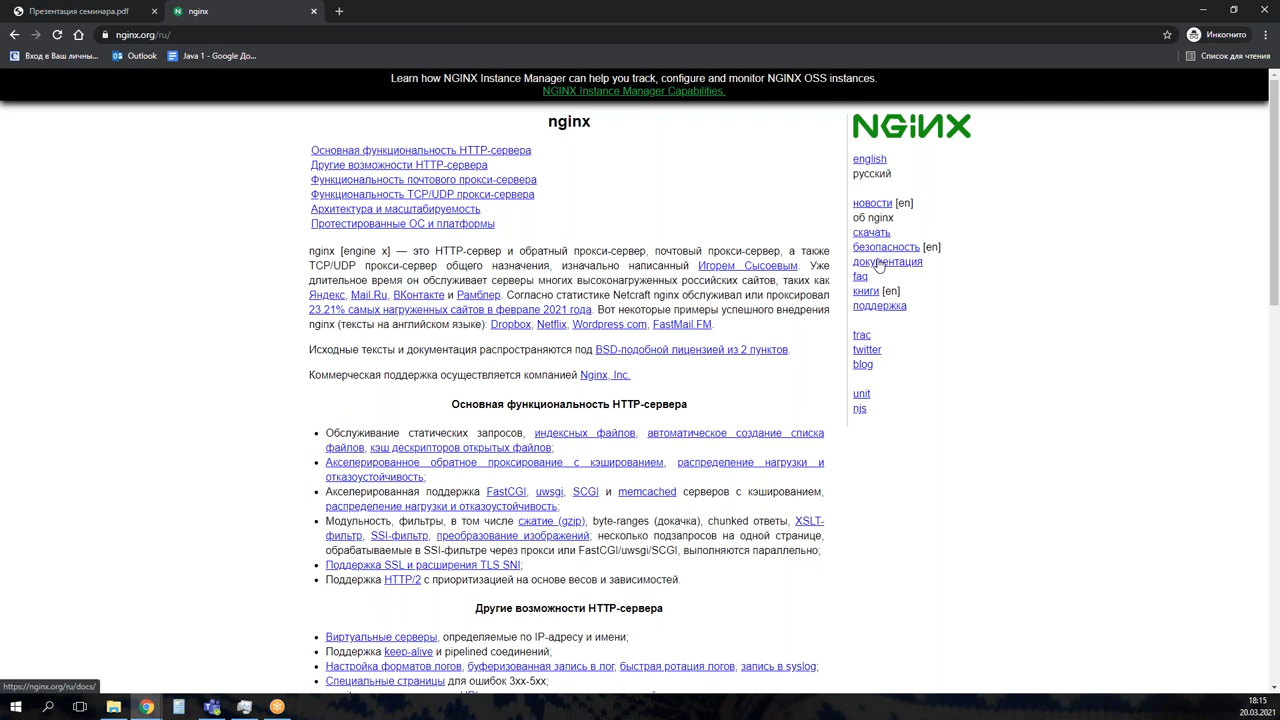 Презентация семинара.pdf
nginx
nginx.org/ru/
Инкогнито
Вход в Ваш личны...
Outlook
Java 1 - Google До...
Список для чтения
Learn how NGINX Instance Manager can help you track, configure and monitor NGINX OSS instances.
NGINX Instance Manager Capabilities.
nginx
Основная функциональность HTTP-сервера
Другие возможности HTTP-сервера
Функциональность почтового прокси-сервера
Функциональность TCP/UDP прокси-сервера
Архитектура и масштабируемость
Протестированные ОС и платформы
nginx [engine x] — это HTTP-сервер и обратный прокси-сервер, почтовый прокси-сервер, а также
TCP/UDP прокси-сервер общего назначения, изначально написанный Игорем Сысоевым. Уже
длительное время он обслуживает серверы многих высоконагруженных российских сайтов, таких как
Яндекс, Mail.Ru, ВКонтакте и Рамблер. Согласно статистике Netcraft nginx обслуживал или проксировал
23.21% самых нагруженных сайтов в феврале 2021 года. Вот некоторые примеры успешного внедрения
nginx (тексты на английском языке): Dropbox, Netflix, Wordpress.com, FastMail.FM.
Исходные тексты и документация распространяются под BSD-подобной лицензией из 2 пунктов.
Коммерческая поддержка осуществляется компанией Nginx, Inc.
Основная функциональность HTTP-сервера
Обслуживание статических запросов, индексных файлов, автоматическое создание списка
файлов, кэш дескрипторов открытых файлов;
Акселерированное обратное проксирование с кэшированием, распределение нагрузки и
отказоустойчивость;
Акселерированная поддержка FastCGI, uwsgi, SCGI и memcached серверов с кэшированием,
распределение нагрузки и отказоустойчивость;
Модульность, фильтры, в том числе сжатие (gzip), byte-ranges (докачка), chunked ответы, XSLT-
фильтр, SSI-фильтр, преобразование изображений; несколько подзапросов на одной странице,
обрабатываемые в SSI-фильтре через прокси или FastCGI/uwsgi/SCGI, выполняются параллельно;
Поддержка SSL и расширения TLS SNI;
Поддержка HTTP/2 с приоритизацией на основе весов и зависимостей.
Другие возможности HTTP-сервера
Виртуальные серверы, определяемые по IP-адресу и имени;
Поддержка keep-alive и pipelined соединений;
Настройка форматов логов, буферизованная запись в лог, быстрая ротация логов, запись в syslog;
Специальные страницы для ошибок 3xx-5xx;
NGINX
english
русский
новости [en]
об nginx
скачать
безопасность [en]
документация
faq
книги [en]
поддержка
trac
twitter
blog
unit
njs
https://nginx.org/ru/docs/
18:15
20.03.2021